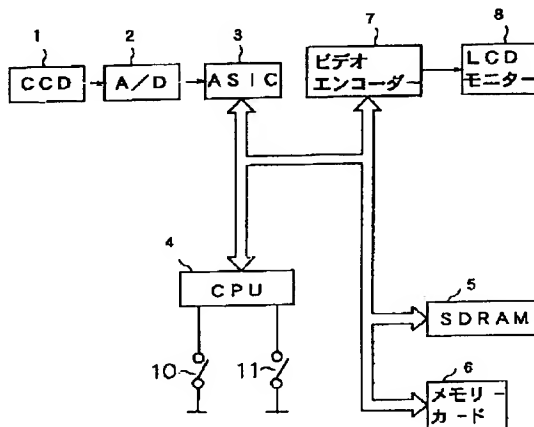 1
2
3
7
8
CCD
A/D
ASIC
ビデオ
エンコーダー
LCD
モニター
4
CPU
5
SDRAM
10
11
6
メモリー
カード